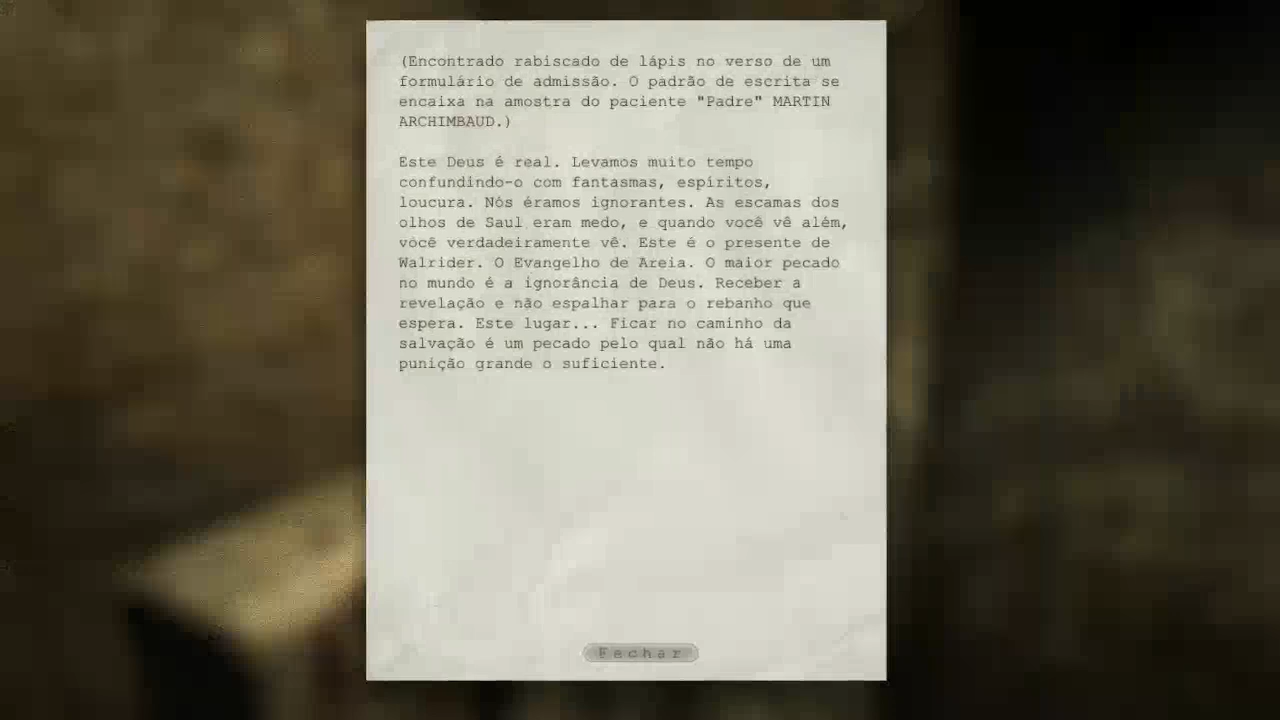 (Encontrado rabiscado de lápis no verso de um
formulário de admissão. O padrão de escrita se
encaixa na amostra do paciente "Padre" MARTIN
ARCHIMBAUD.)
Este Deus é real. Levamos muito tempo
confundindo-o com fantasmas, espíritos,
loucura. Nós éramos ignorantes. As escamas dos
olhos de Saul eram medo, e quando você vê além,
você verdadeiramente vê. Este é o presente de
Walrider. O Evangelho de Areia. O maior pecado
no mundo é a ignorância de Deus. Receber a
revelação e não espalhar para o rebanho que
espera. Este lugar... Ficar no caminho da
salvação é um pecado pelo qual não há uma
punição grande o suficiente.
Fechar